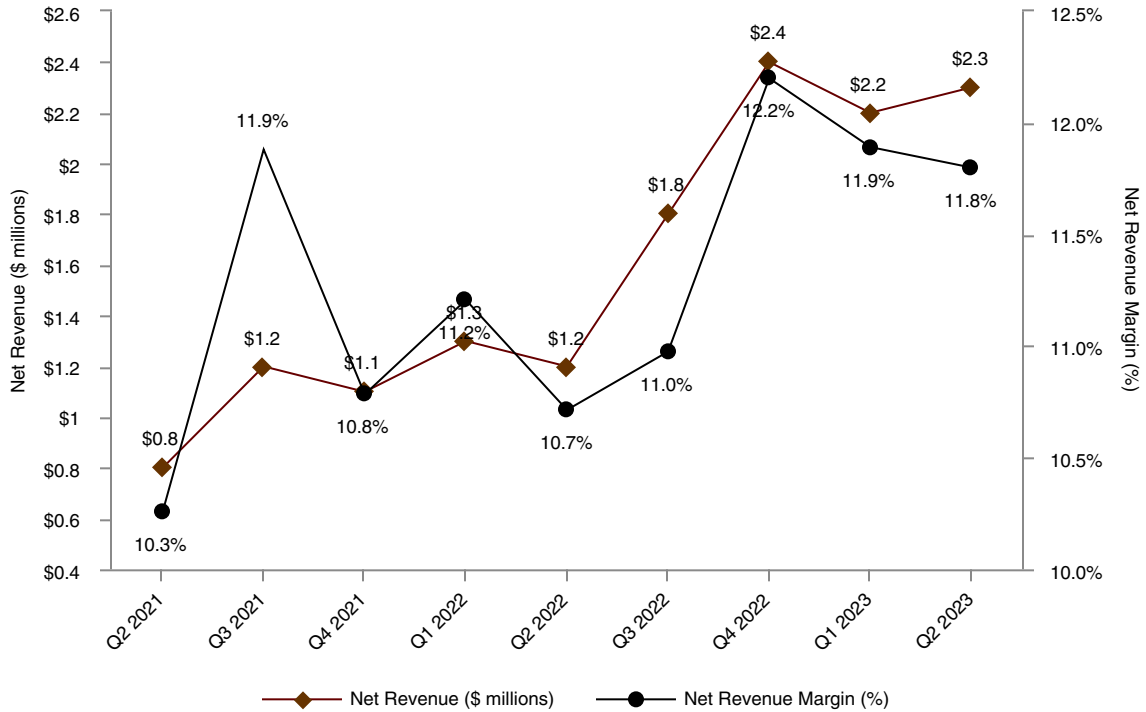 $2.6
$2.4
$2.2
$2
$1.8
$1.6
$1.4
$1.2
$1
$0.8
$0.6
$0.4
Net Revenue ($ millions)
12.5%
12.0%
11.5%
11.0%
10.5%
10.0%
Net Revenue Margin (%)
$0.8
$1.2
$1.1
$1.3
$1.2
$1.8
$2.4
$2.2
$2.3
10.3%
11.9%
10.8%
11.2%
10.7%
11.0%
12.2%
11.9%
11.8%
Q2 2021
Q3 2021
Q4 2021
Q1 2022
Q2 2022
Q3 2022
Q4 2022
Q1 2023
Q2 2023
Net Revenue ($ millions)
Net Revenue Margin (%)